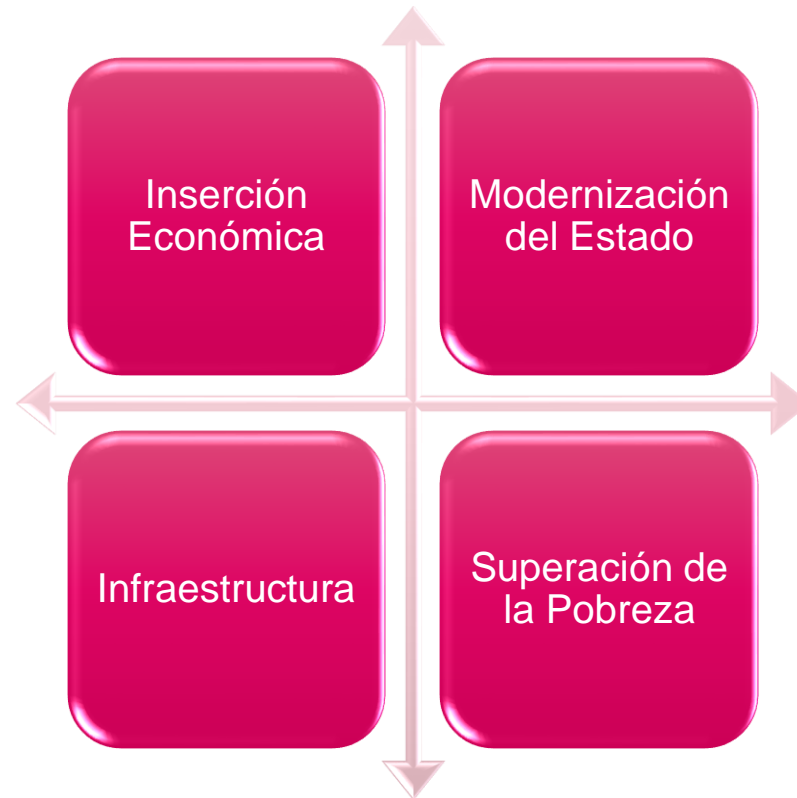 Inserción
Económica
Modernización
del Estado
Infraestructura
Superación de
la Pobreza